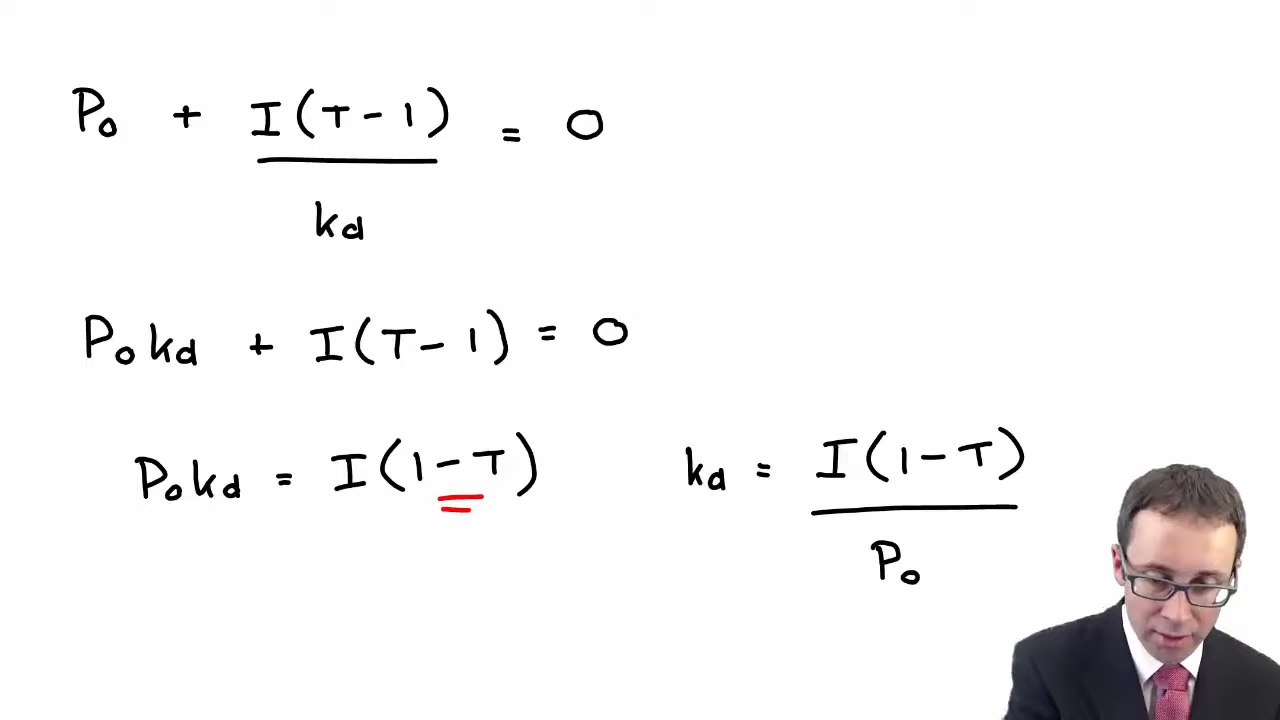 P₀ + I(T-1) = 0
kd
P₀kd + I(T-1) = 0
P₀kd = I(1-T)
kd = I(1-T)
P₀